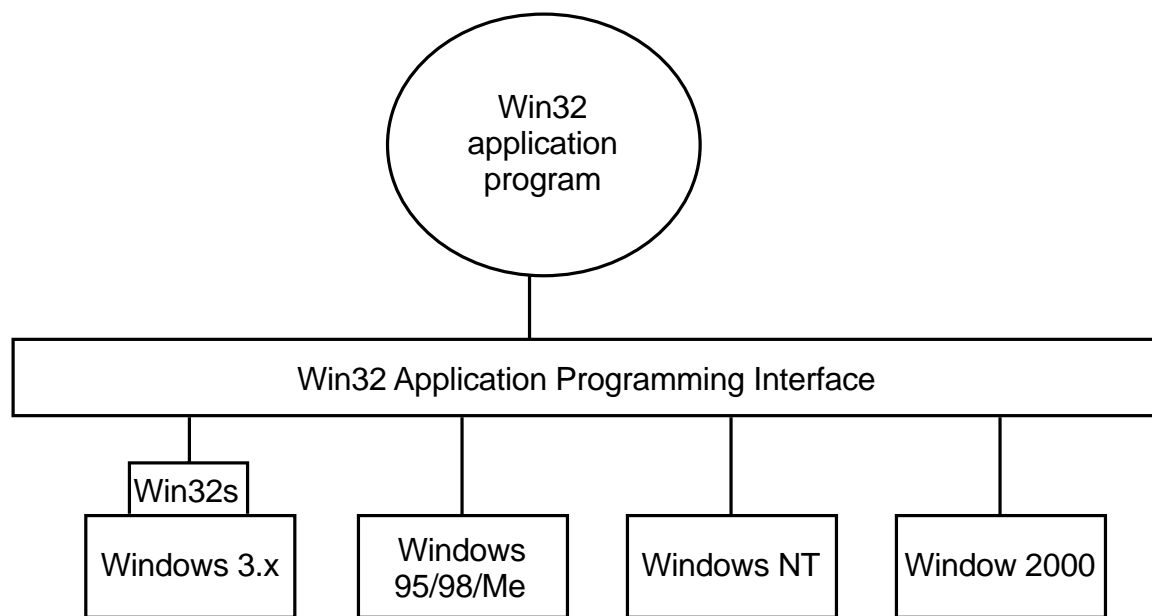 Win32
application
program
Win32 Application Programming Interface
Win32s
Windows 3.x
Windows
95/98/Me
Windows NT
Window 2000